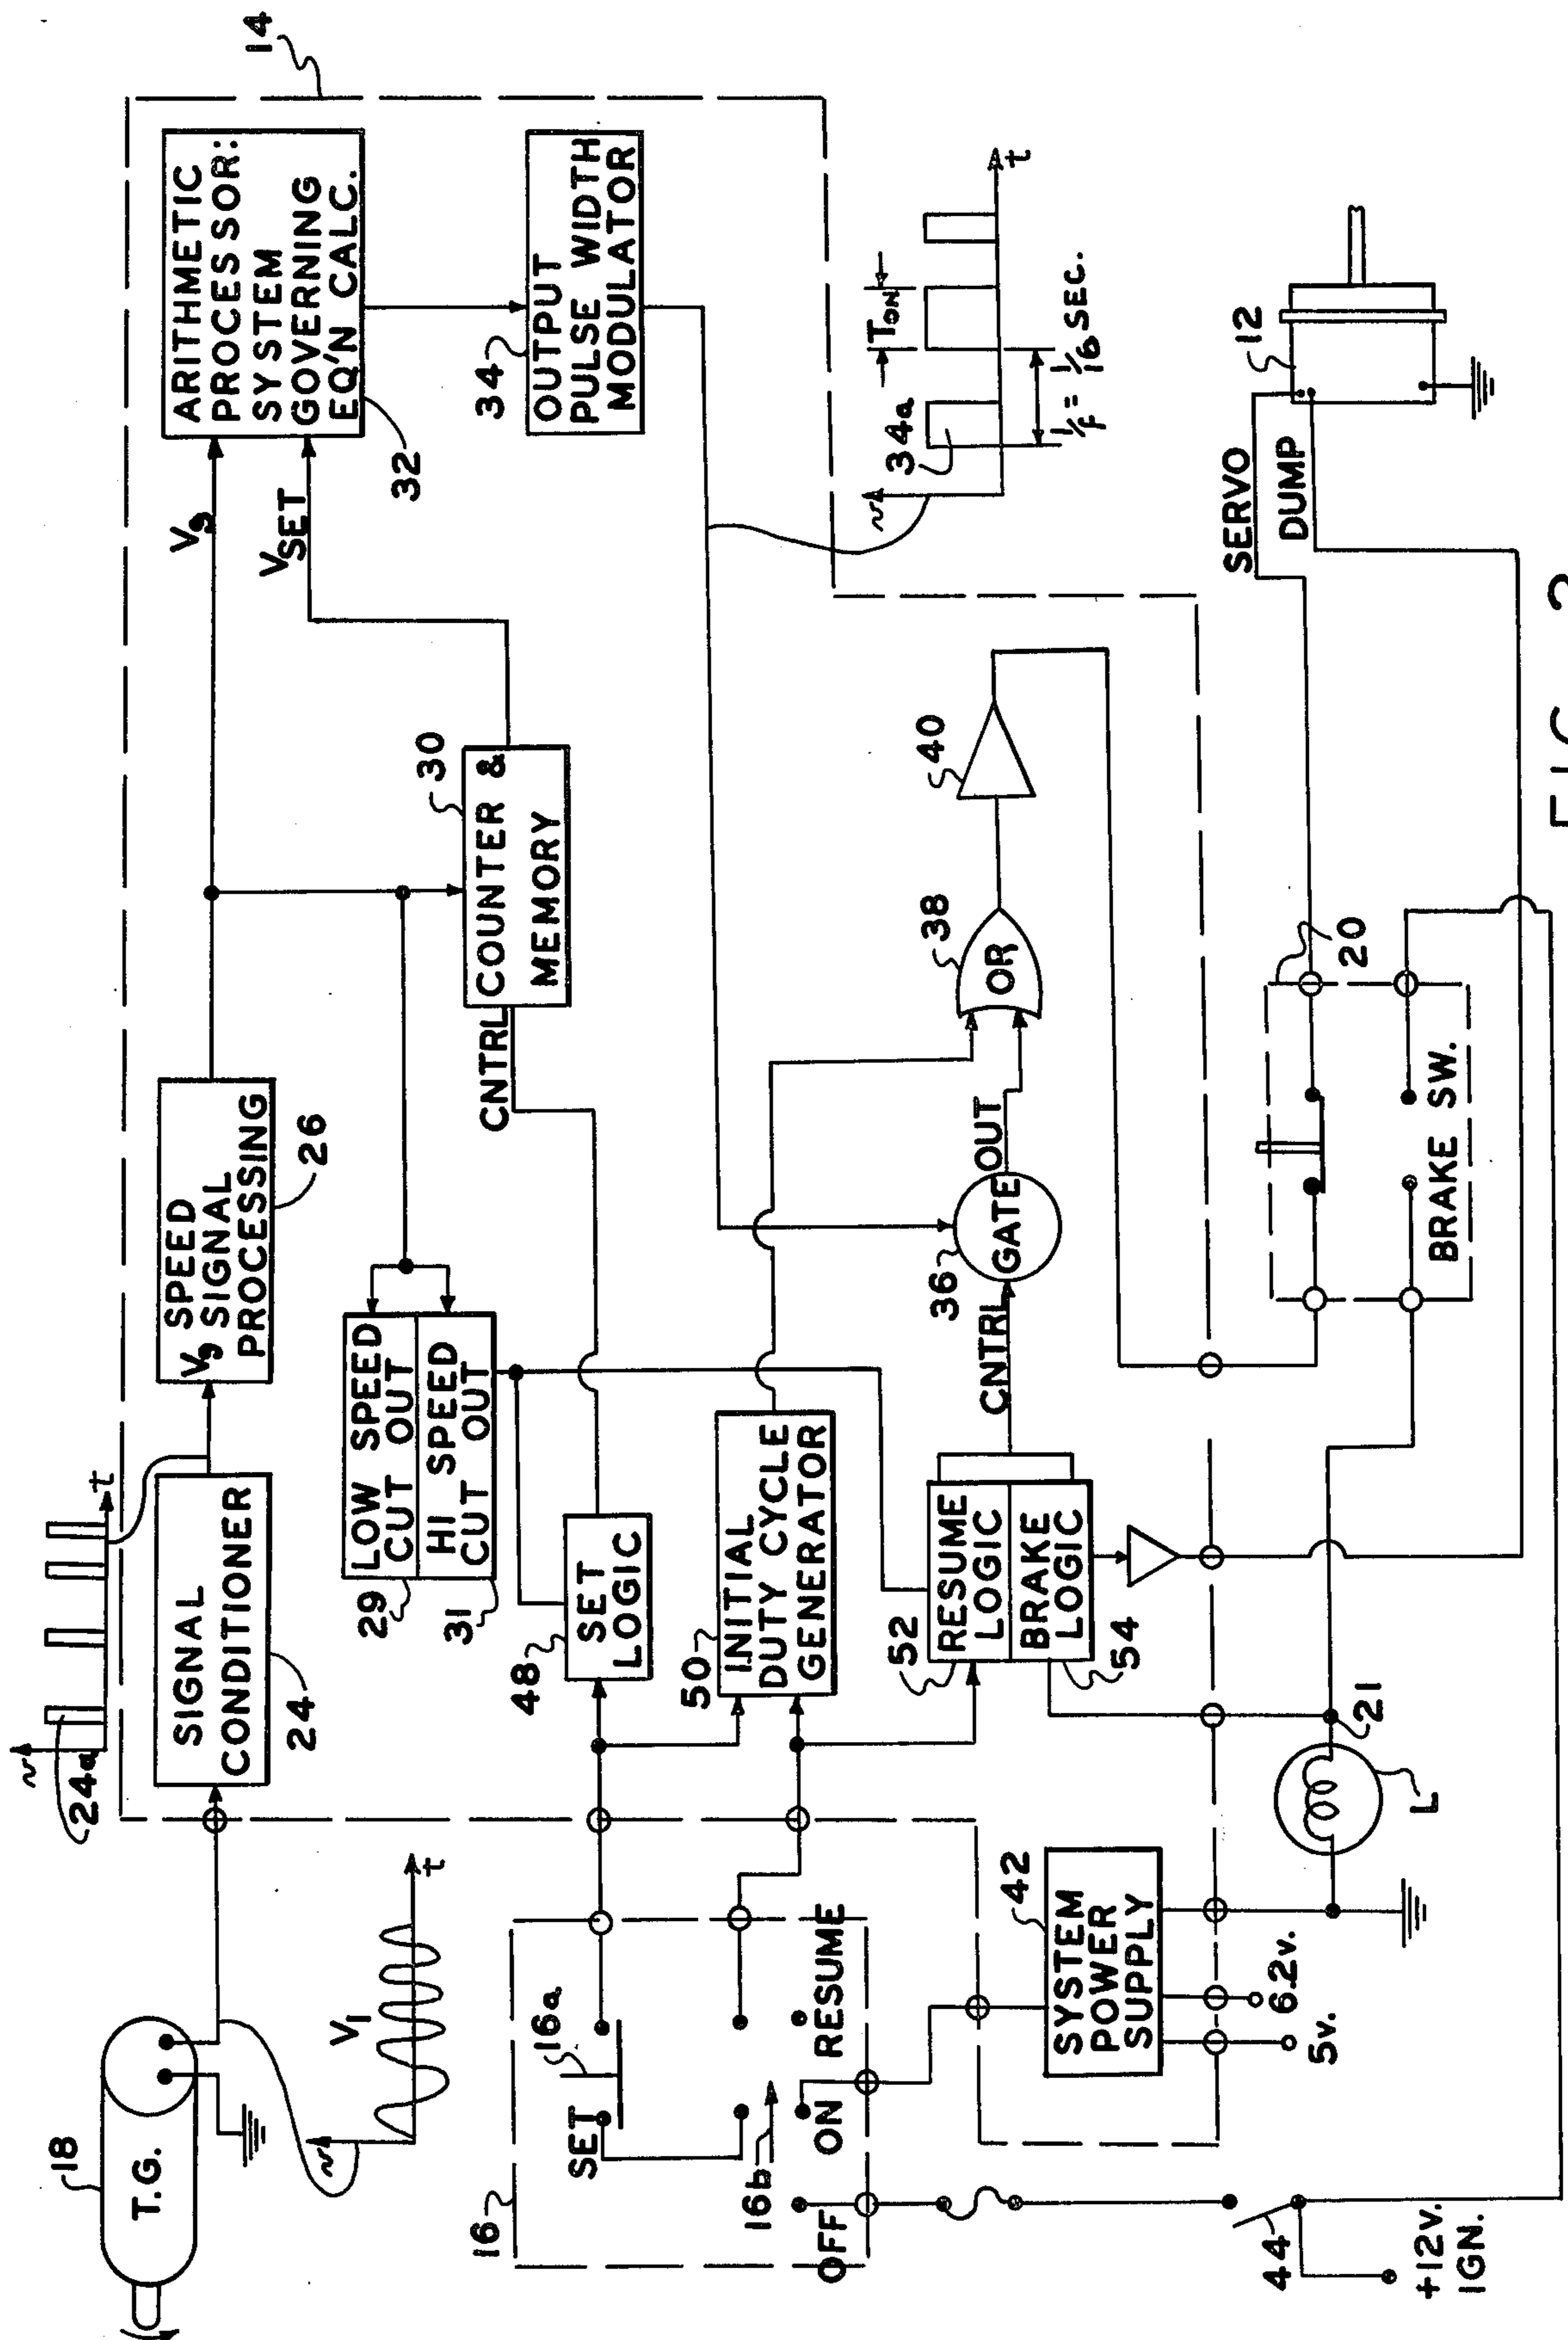 18
T.G.
V1
t
v
24a
v
t
SIGNAL
CONDITIONER
24
Vg SPEED
SIGNAL
PROCESSING
26
Vg
VSET
ARITHMETIC
PROCESSOR:
SYSTEM
GOVERNING
EQ'N CALC.
32
14
LOW SPEED
CUT OUT
HI SPEED
CUT OUT
29
31
CNTRL
COUNTER &
MEMORY
30
34
OUTPUT
PULSE WIDTH
MODULATOR
16
SET
16a
16b
OFF
ON
RESUME
48
SET
LOGIC
50
INITIAL
DUTY CYCLE
GENERATOR
52
RESUME
LOGIC
BRAKE
LOGIC
54
CNTRL
36
GATE
OUT
38
OR
40
v
34a
TON
1/f = 1/16 SEC.
t
42
SYSTEM
POWER
SUPPLY
5v.
6.2v.
L
21
BRAKE SW.
20
SERVO
DUMP
12
44
+12v.
IGN.